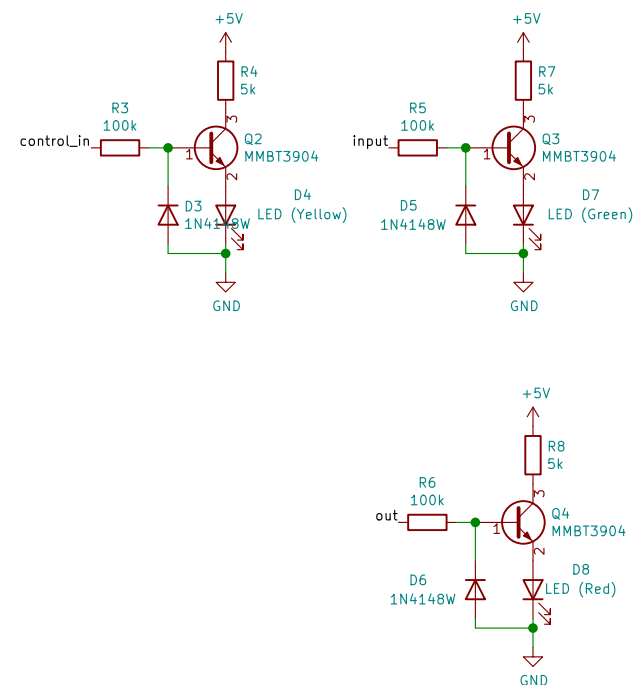 +5V
R4
5k
R3
100k
control_in
3
1
Q2
MMBT3904
2
D3
1N4148W
D4
LED (Yellow)
GND
+5V
R7
5k
R5
100k
input
3
1
Q3
MMBT3904
2
D5
1N4148W
D7
LED (Green)
GND
+5V
R8
5k
R6
100k
out
3
1
Q4
MMBT3904
2
D6
1N4148W
D8
LED (Red)
GND